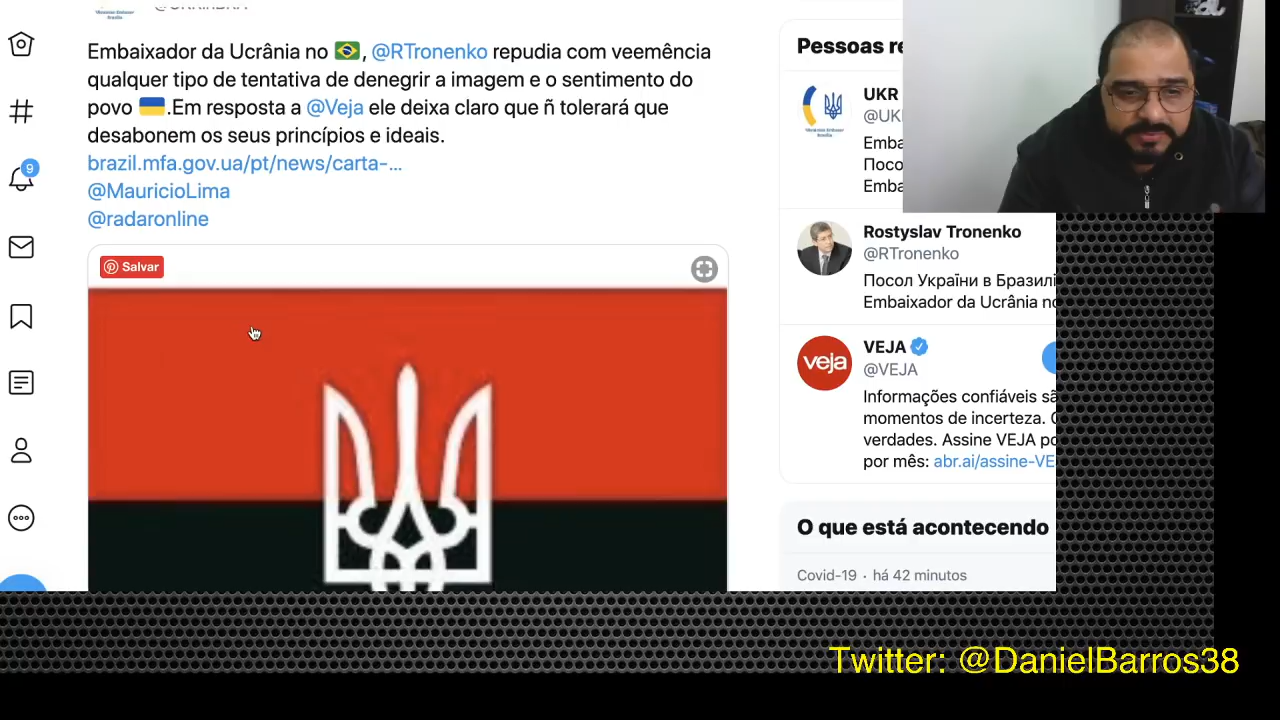 Embaixador da Ucrânia no 🇧🇷, @RTronenko repudia com veemência
qualquer tipo de tentativa de denegrir a imagem e o sentimento do
povo 🇺🇦.Em resposta a @Veja ele deixa claro que ñ tolerará que
desabonem os seus princípios e ideais.
brazil.mfa.gov.ua/pt/news/carta-...
@MauricioLima
@radaronline
Salvar
9
Pessoas re
UKR
@UK
Emba
Посо
Emba
Rostyslav Tronenko
@RTronenko
Посол України в Бразилі
Embaixador da Ucrânia no
veja
VEJA
@VEJA
Informações confiáveis sã
momentos de incerteza.
verdades. Assine VEJA po
por mês: abr.ai/assine-VE
O que está acontecendo
Covid-19 · há 42 minutos
Twitter: @DanielBarros38